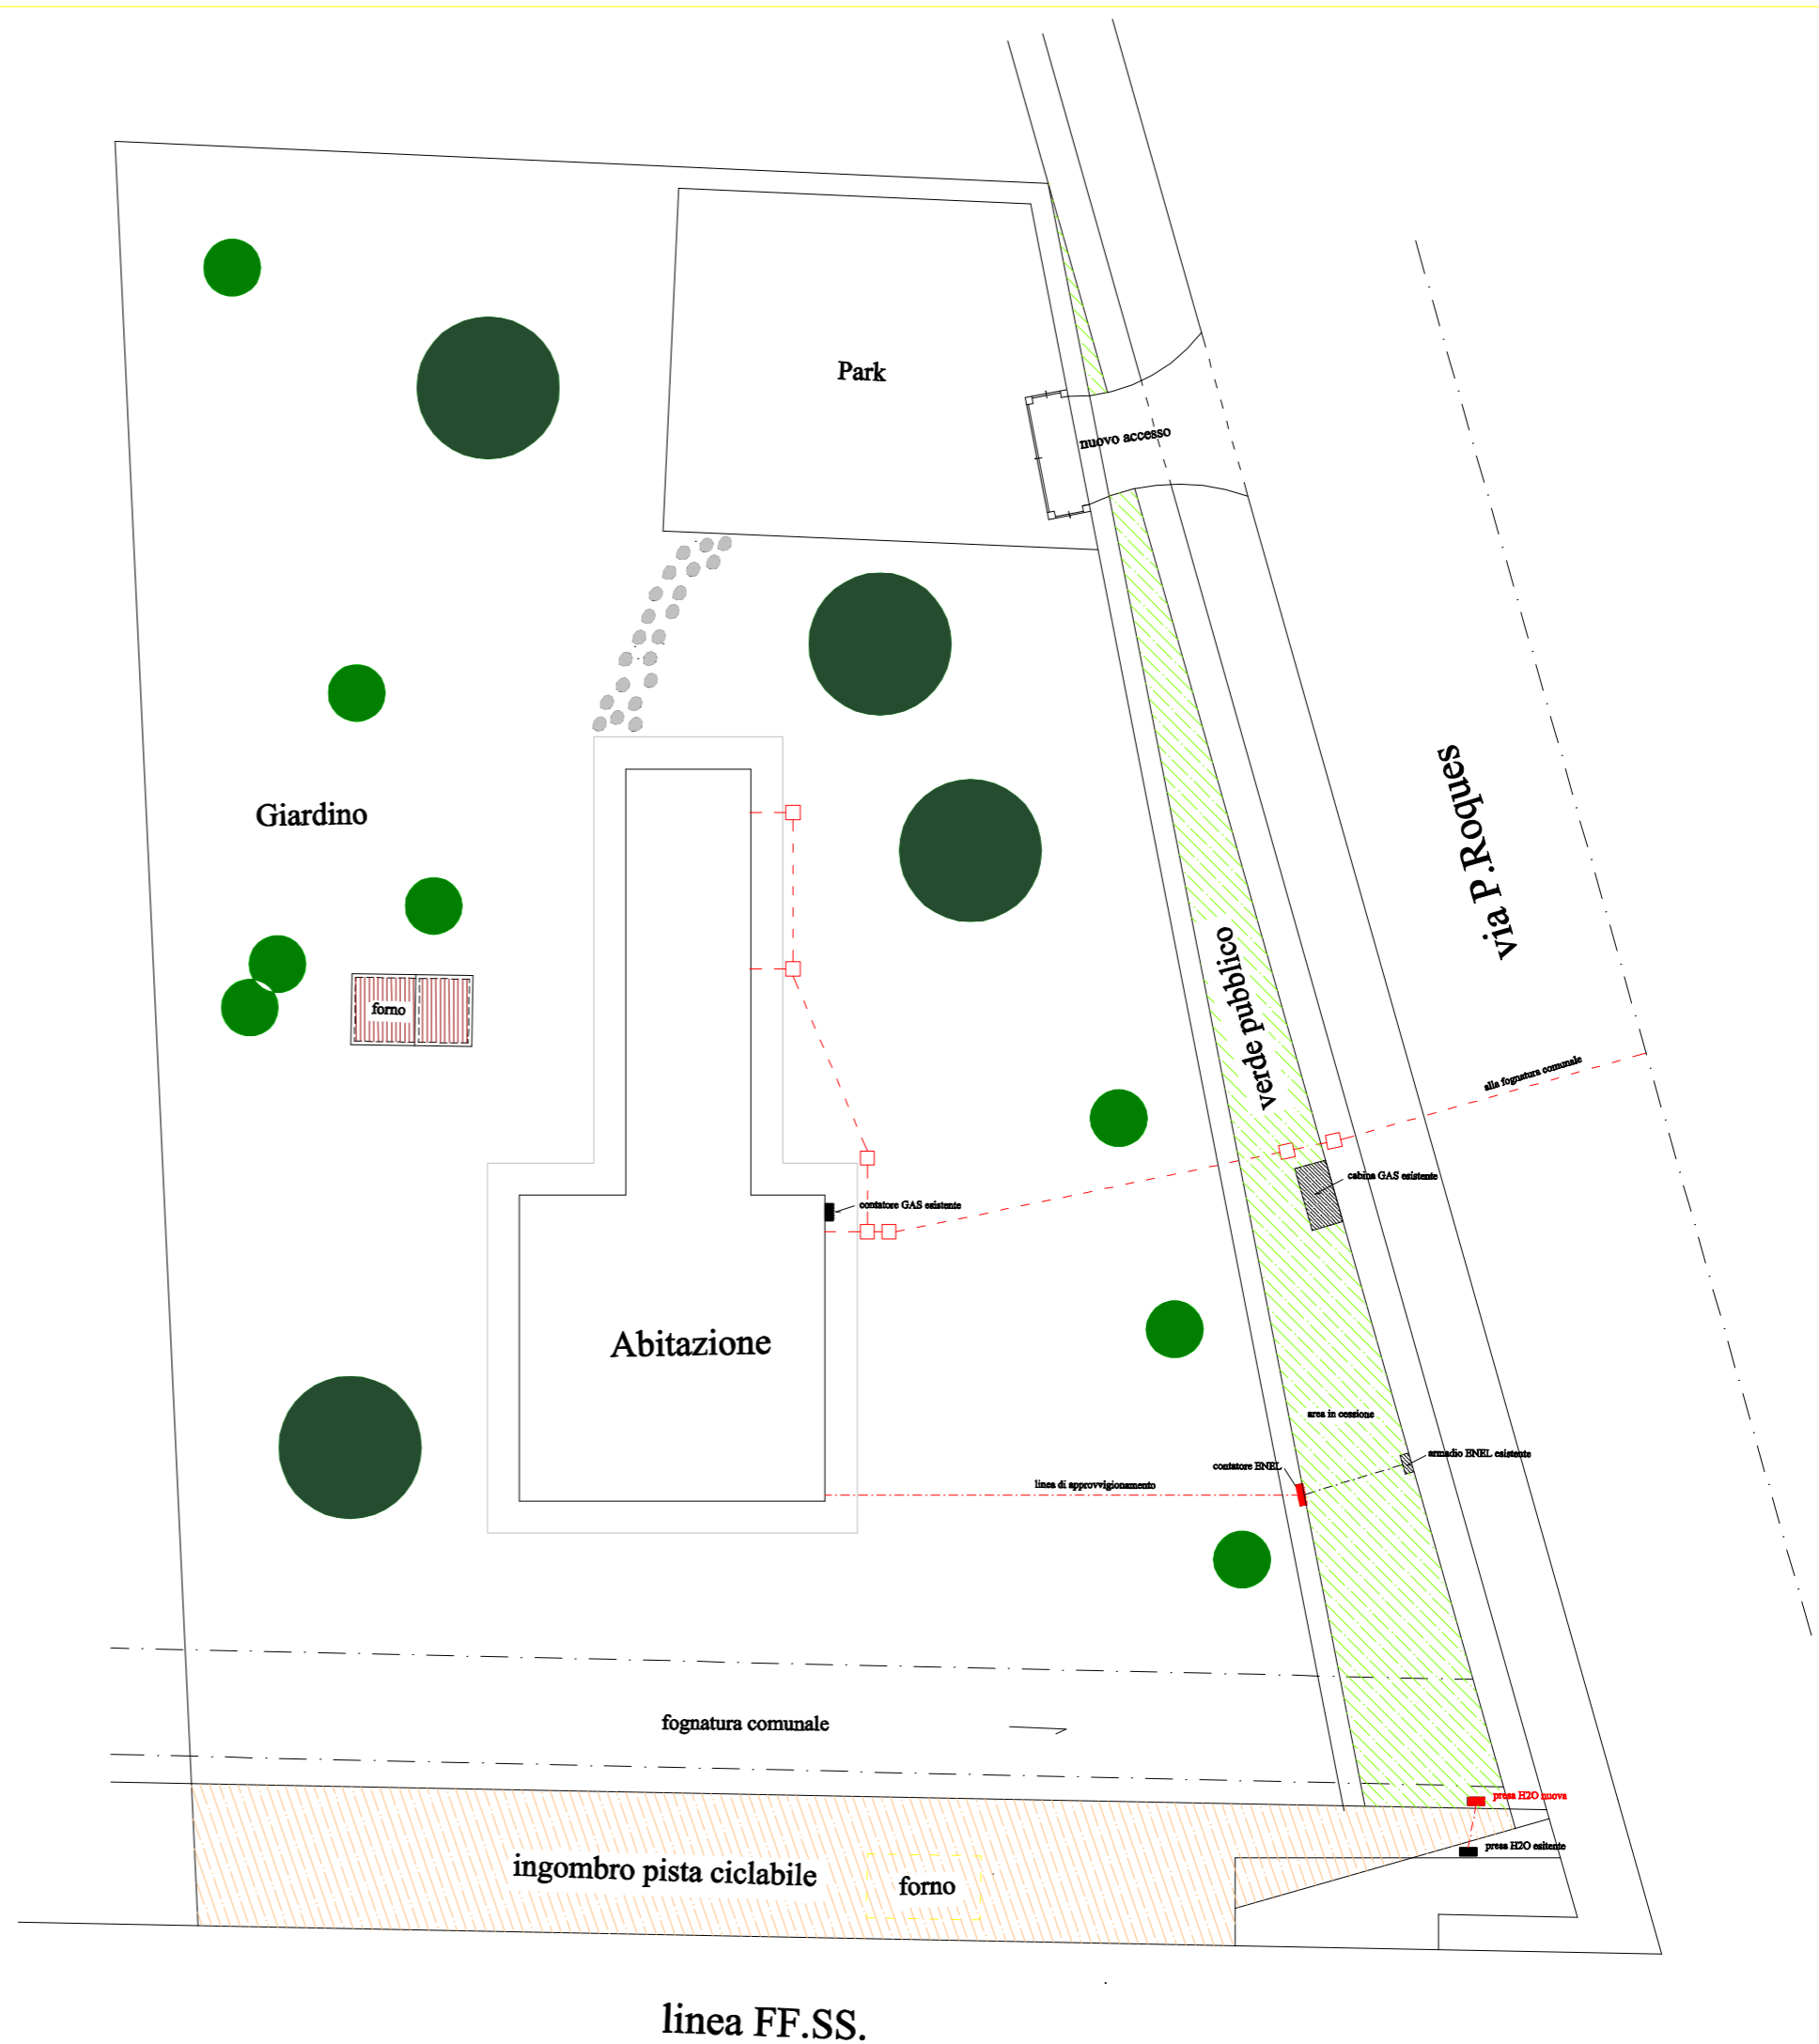 Park
nuovo accesso
via P.Roques
Giardino
verde pubblico
forno
alla fognatura comunale
cabina GAS esistente
contatore GAS esistente
Abitazione
area in cessione
armadio ENEL esistente
contatore ENEL
linea di approvvigionamento
fognatura comunale
presa H2O nuova
presa H2O esitente
ingombro pista ciclabile
forno
linea FF.SS.